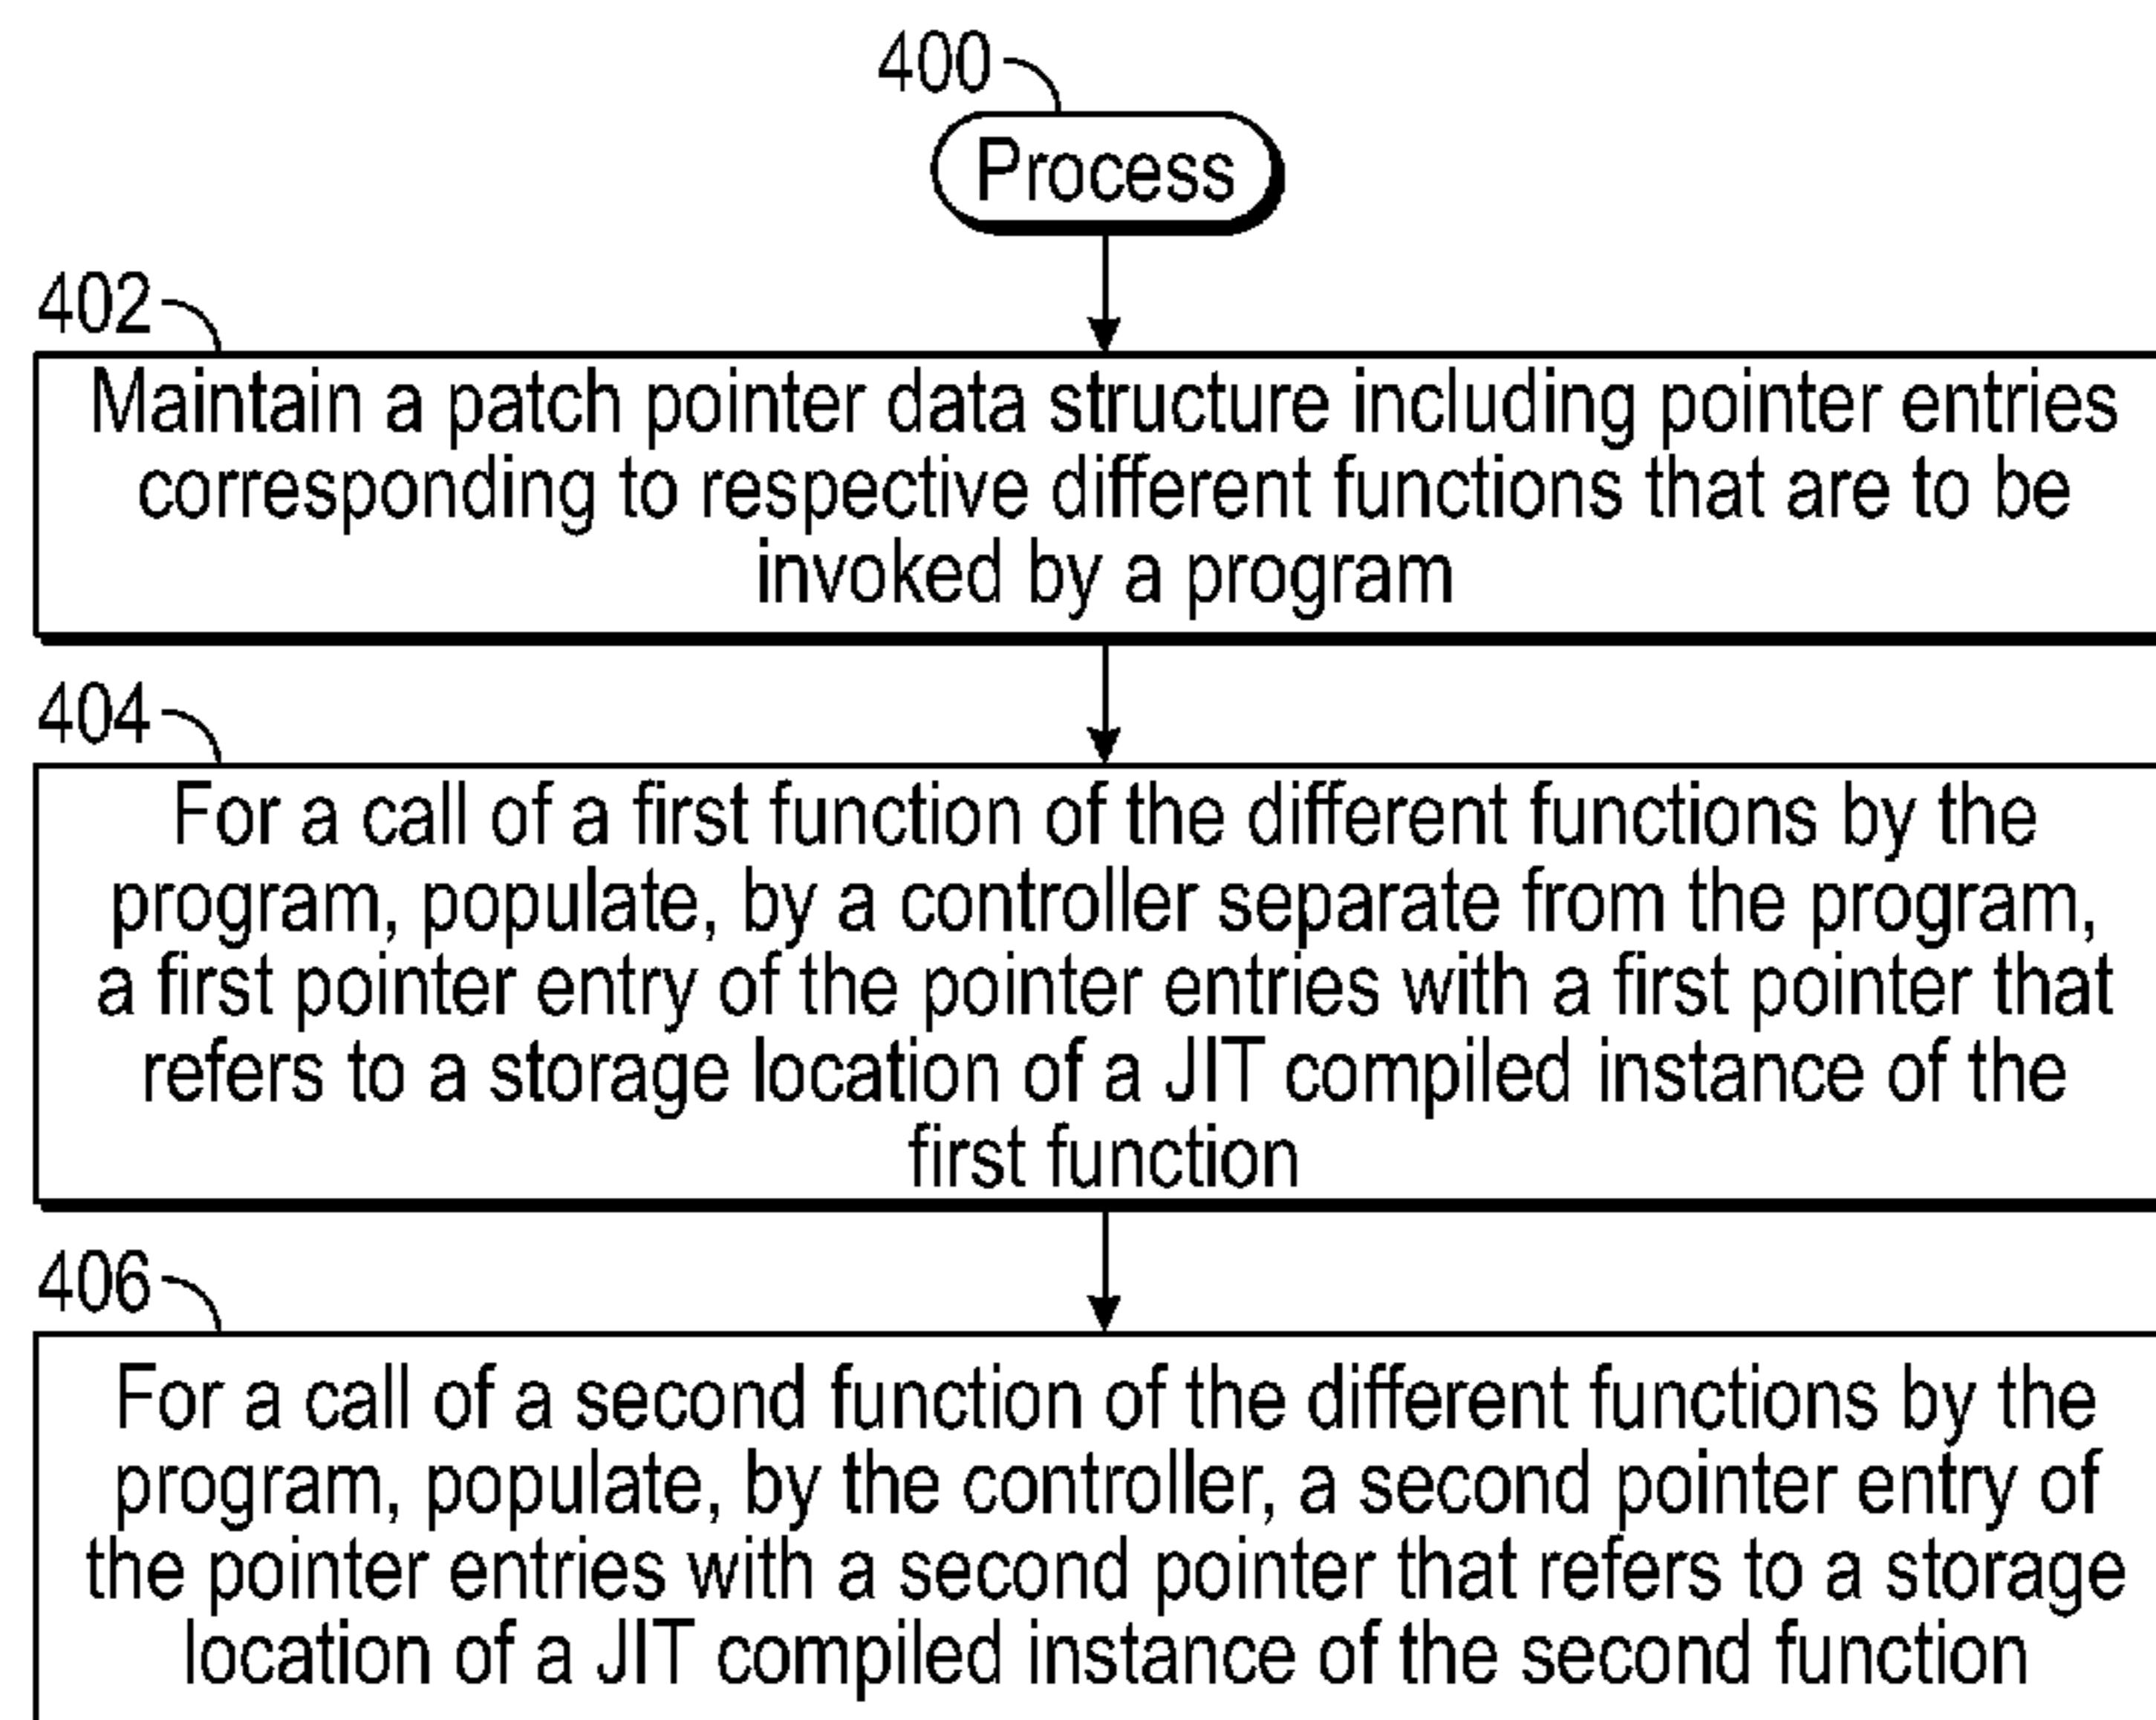 400
Process
402
Maintain a patch pointer data structure including pointer entries
corresponding to respective different functions that are to be
invoked by a program
404
For a call of a first function of the different functions by the
program, populate, by a controller separate from the program,
a first pointer entry of the pointer entries with a first pointer that
refers to a storage location of a JIT compiled instance of the
first function
406
For a call of a second function of the different functions by the
program, populate, by the controller, a second pointer entry of
the pointer entries with a second pointer that refers to a storage
location of a JIT compiled instance of the second function